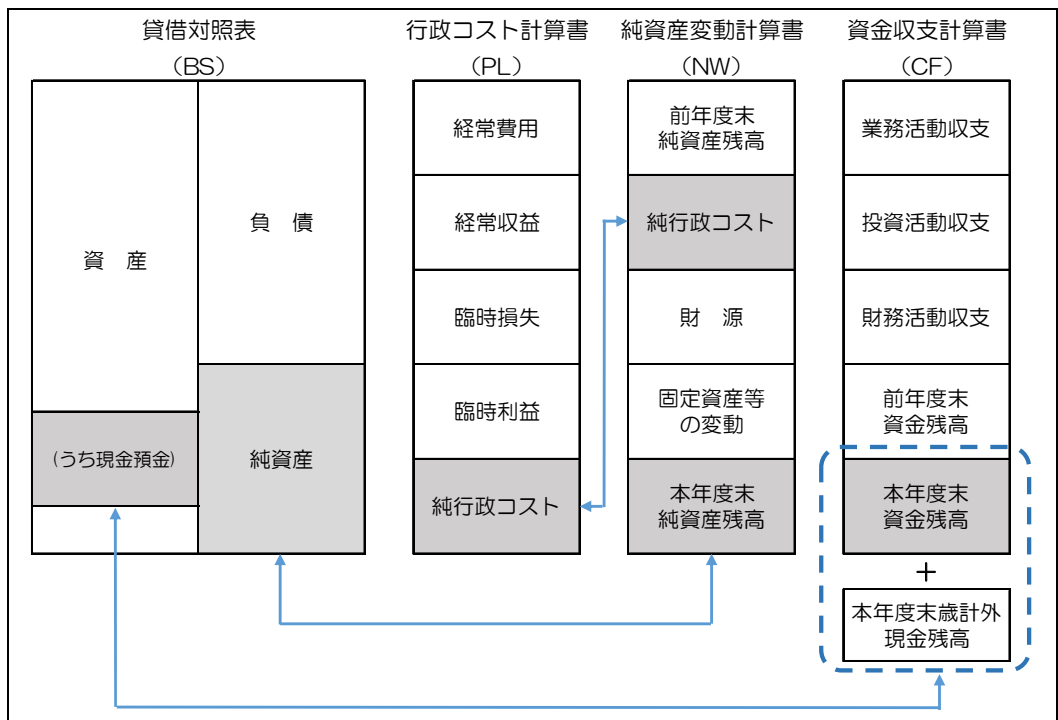 貸借対照表
（BS）
資　産
(うち現金預金)
負　債
純資産
行政コスト計算書
（PL）
経常費用
経常収益
臨時損失
臨時利益
純行政コスト
純資産変動計算書
（NW）
前年度末
純資産残高
純行政コスト
財　源
固定資産等
の変動
本年度末
純資産残高
資金収支計算書
（CF）
業務活動収支
投資活動収支
財務活動収支
前年度末
資金残高
本年度末
資金残高
＋
本年度末歳計外
現金残高